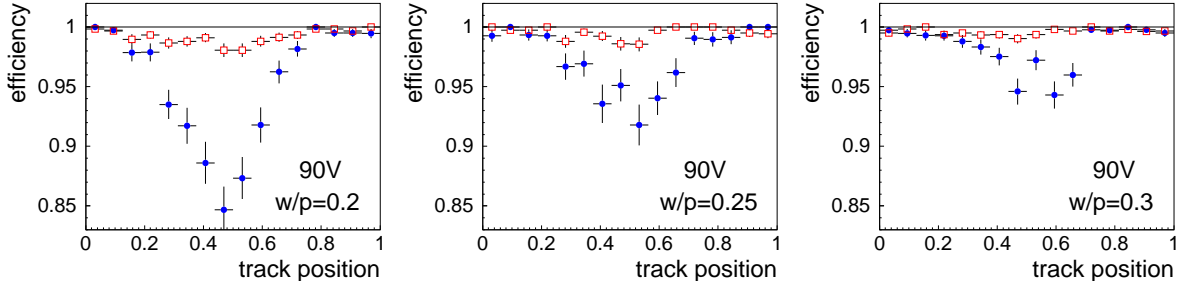 efficiency
1
0.95
0.9
0.85
90V
w/p=0.2
0 0.2 0.4 0.6 0.8 1
track position
efficiency
1
0.95
0.9
0.85
90V
w/p=0.25
0 0.2 0.4 0.6 0.8 1
track position
efficiency
1
0.95
0.9
0.85
90V
w/p=0.3
0 0.2 0.4 0.6 0.8 1
track position